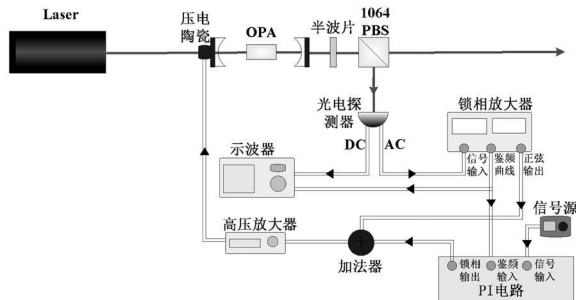 Laser
压电
陶瓷
OPA
半波片
1064
PBS
光电探
测器
DC
AC
锁相放大器
信号
输入
鉴频
曲线
正弦
输出
示波器
高压放大器
加法器
信号源
锁相
输出
鉴频
输入
信号
输入
PI电路